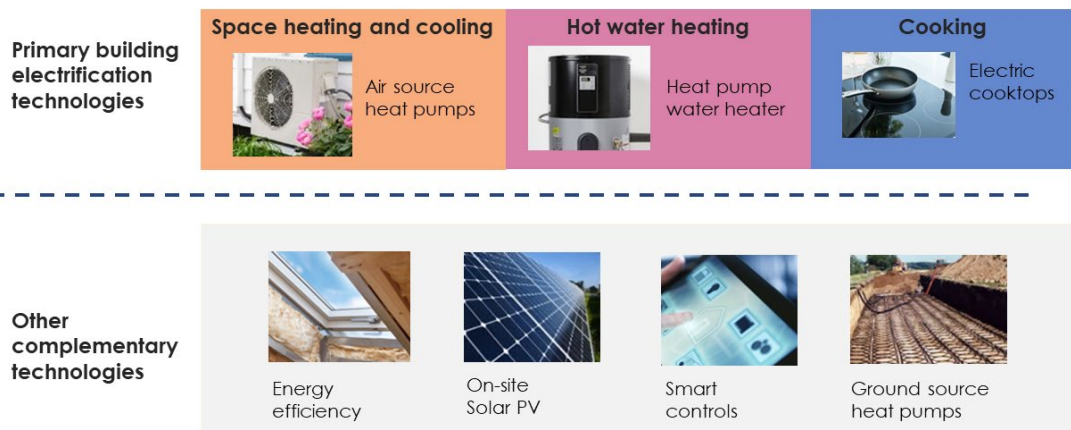 Primary building
electrification
technologies
Space heating and cooling
Air source
heat pumps
Hot water heating
Heat pump
water heater
Cooking
Electric
cooktops
Other
complementary
technologies
Energy
efficiency
On-site
Solar PV
Smart
controls
Ground source
heat pumps